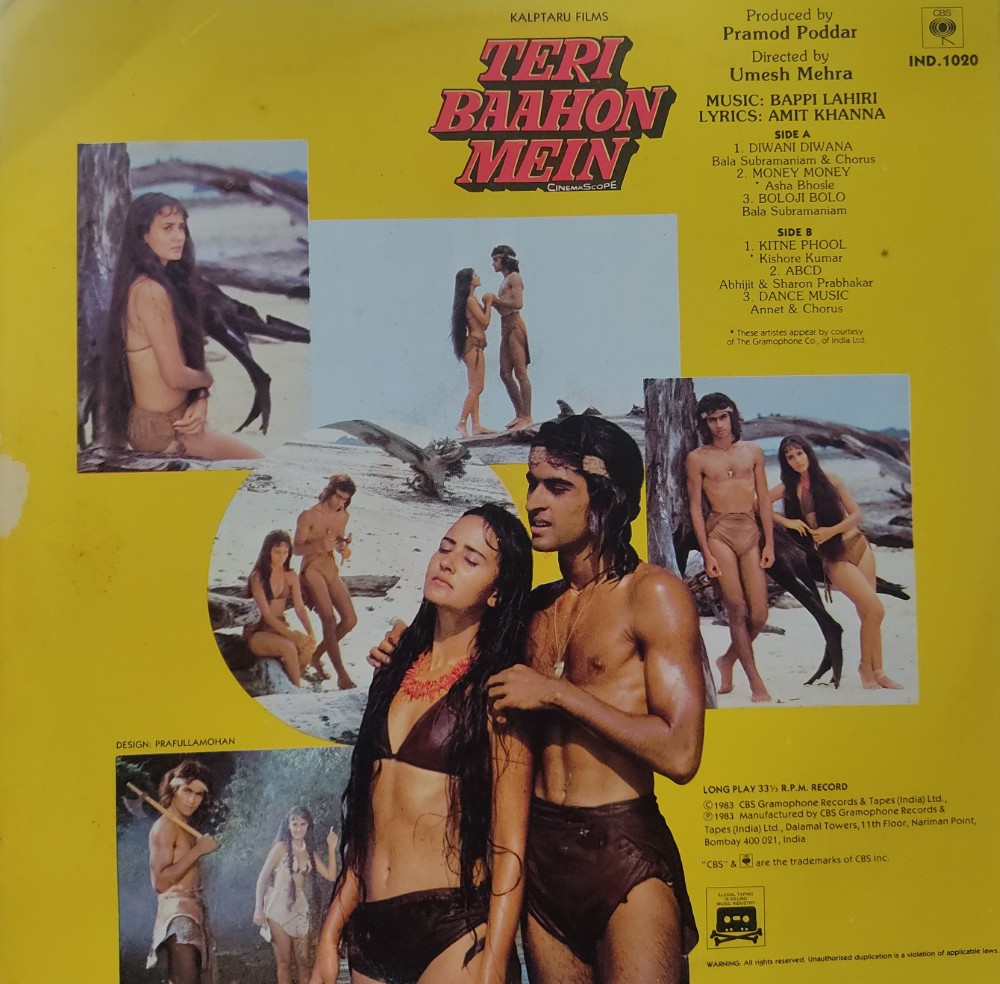 KALPTARU FILMS
TERI
BAAHON
MEIN
CINEMASCOPE
Produced by
Pramod Poddar
Directed by
Umesh Mehra
MUSIC: BAPPI LAHIRI
LYRICS: AMIT KHANNA
SIDE A
1. DIWANI DIWANA
Bala Subramaniam & Chorus
2. MONEY MONEY
* Asha Bhosle
3. BOLOJI BOLO
Bala Subramaniam
SIDE B
1. KITNE PHOOL
* Kishore Kumar
2. ABCD
Abhijit & Sharon Prabhakar
3. DANCE MUSIC
Annet & Chorus
* These artistes appear by courtesy
of The Gramophone Co., of India Ltd.
CBS
IND.1020
DESIGN: PRAFULLAMOHAN
LONG PLAY 33⅓ R.P.M. RECORD
© 1983 CBS Gramophone Records & Tapes (India) Ltd.,
℗ 1983 Manufactured by CBS Gramophone Records &
Tapes (India) Ltd., Dalamal Towers, 11th Floor, Nariman Point,
Bombay 400 021, India
"CBS" & are the trademarks of CBS Inc.
ILLEGAL TAPING
IS KILLING
MUSIC INDUSTRY
WARNING: All rights reserved. Unauthorised duplication is a violation of applicable laws.